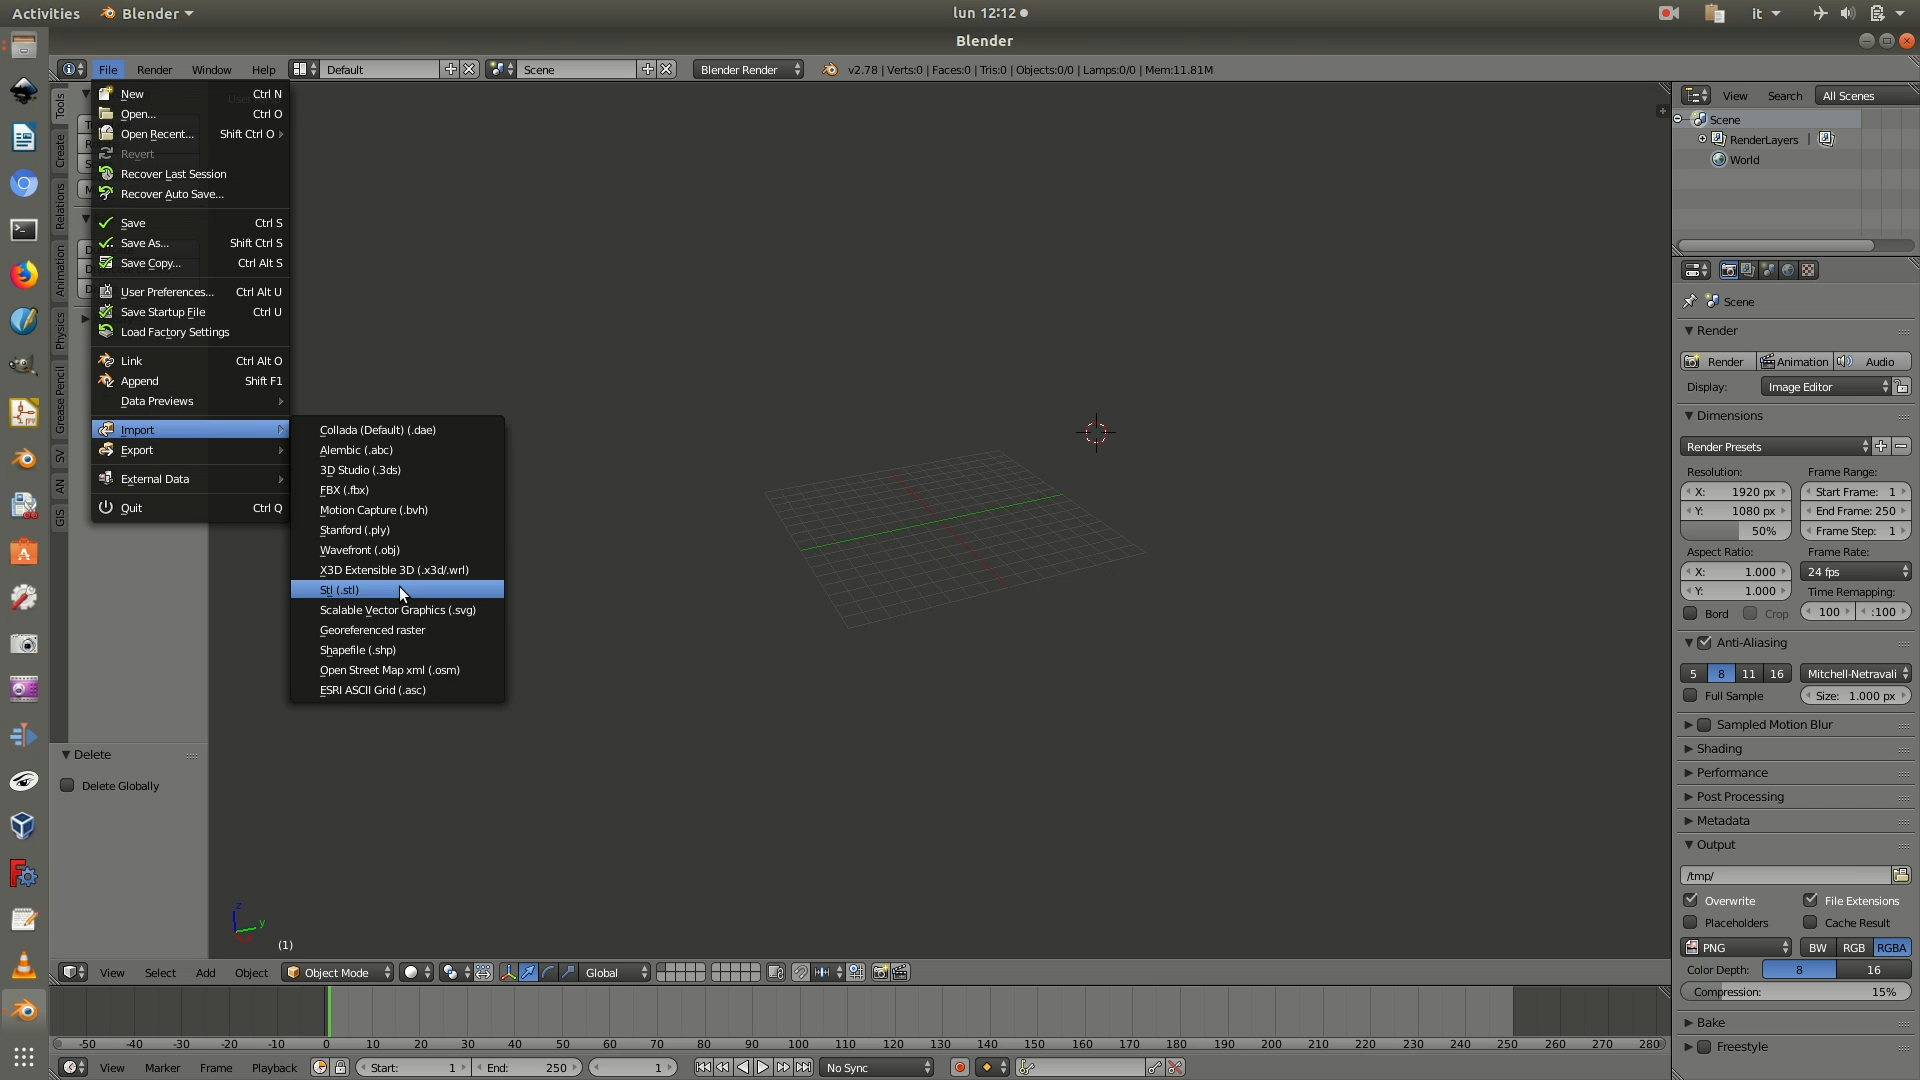 Activities Blender lun 12:12 it
Blender
File Render Window Help Default Scene Blender Render v2.78 | Verts:0 | Faces:0 | Tris:0 | Objects:0/0 | Lamps:0/0 | Mem:11.81M
New Ctrl N
Open... Ctrl O
Open Recent... Shift Ctrl O
Revert
Recover Last Session
Recover Auto Save...
Save Ctrl S
Save As... Shift Ctrl S
Save Copy... Ctrl Alt S
User Preferences... Ctrl Alt U
Save Startup File Ctrl U
Load Factory Settings
Link Ctrl Alt O
Append Shift F1
Data Previews
Import
Export
External Data
Quit Ctrl Q
Collada (Default) (.dae)
Alembic (.abc)
3D Studio (.3ds)
FBX (.fbx)
Motion Capture (.bvh)
Stanford (.ply)
Wavefront (.obj)
X3D Extensible 3D (.x3d/.wrl)
Stl (.stl)
Scalable Vector Graphics (.svg)
Georeferenced raster
Shapefile (.shp)
Open Street Map xml (.osm)
ESRI ASCII Grid (.asc)
Tools
Create
Relations
Animation
Physics
Grease Pencil
SV
AN
GIS
Delete
Delete Globally
z
y
(1)
View Select Add Object Object Mode Global
-50 -40 -30 -20 -10 0 10 20 30 40 50 60 70 80 90 100 110 120 130 140 150 160 170 180 190 200 210 220 230 240 250 260 270 280
View Marker Frame Playback Start: 1 End: 250 1 No Sync
View Search All Scenes
Scene
RenderLayers |
World
Scene
Render
Render Animation Audio
Display: Image Editor
Dimensions
Render Presets
Resolution: Frame Range:
X: 1920 px Start Frame: 1
Y: 1080 px End Frame: 250
50% Frame Step: 1
Aspect Ratio: Frame Rate:
X: 1.000 24 fps
Y: 1.000 Time Remapping:
Bord Crop 100 :100
Anti-Aliasing
5 8 11 16 Mitchell-Netravali
Full Sample Size: 1.000 px
Sampled Motion Blur
Shading
Performance
Post Processing
Metadata
Output
/tmp/
Overwrite File Extensions
Placeholders Cache Result
PNG BW RGB RGBA
Color Depth: 8 16
Compression: 15%
Bake
Freestyle